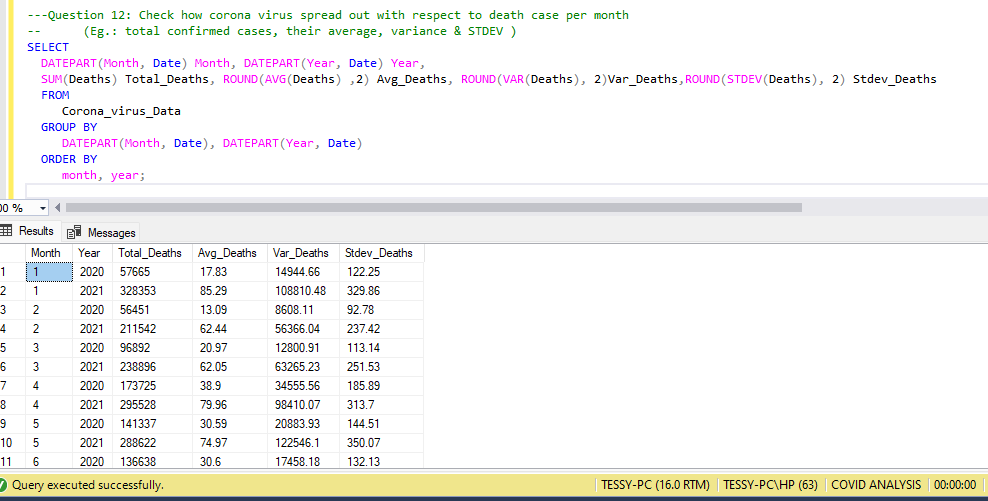 ---Question 12: Check how corona virus spread out with respect to death case per month
--      (Eg.: total confirmed cases, their average, variance & STDEV )
SELECT
DATEPART(Month, Date) Month, DATEPART(Year, Date) Year,
SUM(Deaths) Total_Deaths, ROUND(AVG(Deaths) ,2) Avg_Deaths, ROUND(VAR(Deaths), 2)Var_Deaths,ROUND(STDEV(Deaths), 2) Stdev_Deaths
FROM
Corona_virus_Data
GROUP BY
DATEPART(Month, Date), DATEPART(Year, Date)
ORDER BY
month, year;
00 %
Results Messages
Month Year Total_Deaths Avg_Deaths Var_Deaths Stdev_Deaths
1 1 2020 57665 17.83 14944.66 122.25
2 1 2021 328353 85.29 108810.48 329.86
3 2 2020 56451 13.09 8608.11 92.78
4 2 2021 211542 62.44 56366.04 237.42
5 3 2020 96892 20.97 12800.91 113.14
6 3 2021 238896 62.05 63265.23 251.53
7 4 2020 173725 38.9 34555.56 185.89
8 4 2021 295528 79.96 98410.07 313.7
9 5 2020 141337 30.59 20883.93 144.51
10 5 2021 288622 74.97 122546.1 350.07
11 6 2020 136638 30.6 17458.18 132.13
Query executed successfully. TESSY-PC (16.0 RTM) TESSY-PC\HP (63) COVID ANALYSIS 00:00:00